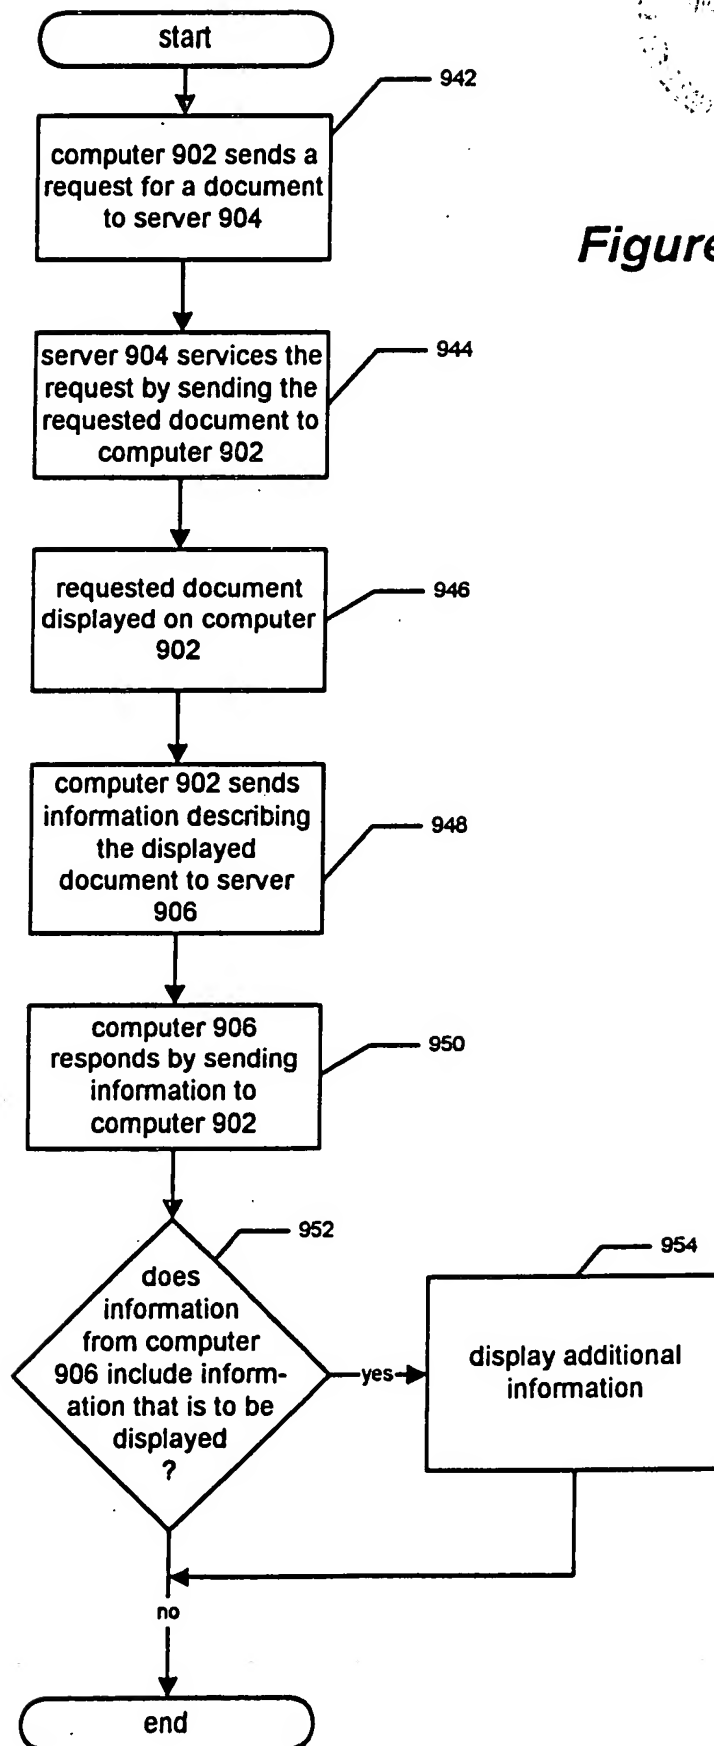 start
942
computer 902 sends a
request for a document
to server 904
Figure
944
server 904 services the
request by sending the
requested document to
computer 902
946
requested document
displayed on computer
902
computer 902 sends
information describing
the displayed
document to server
906
948
computer 906
responds by sending
information to
computer 902
950
952
does
information
from computer
906 include inform-
ation that is to be
displayed
?
yes
954
display additional
information
no
end